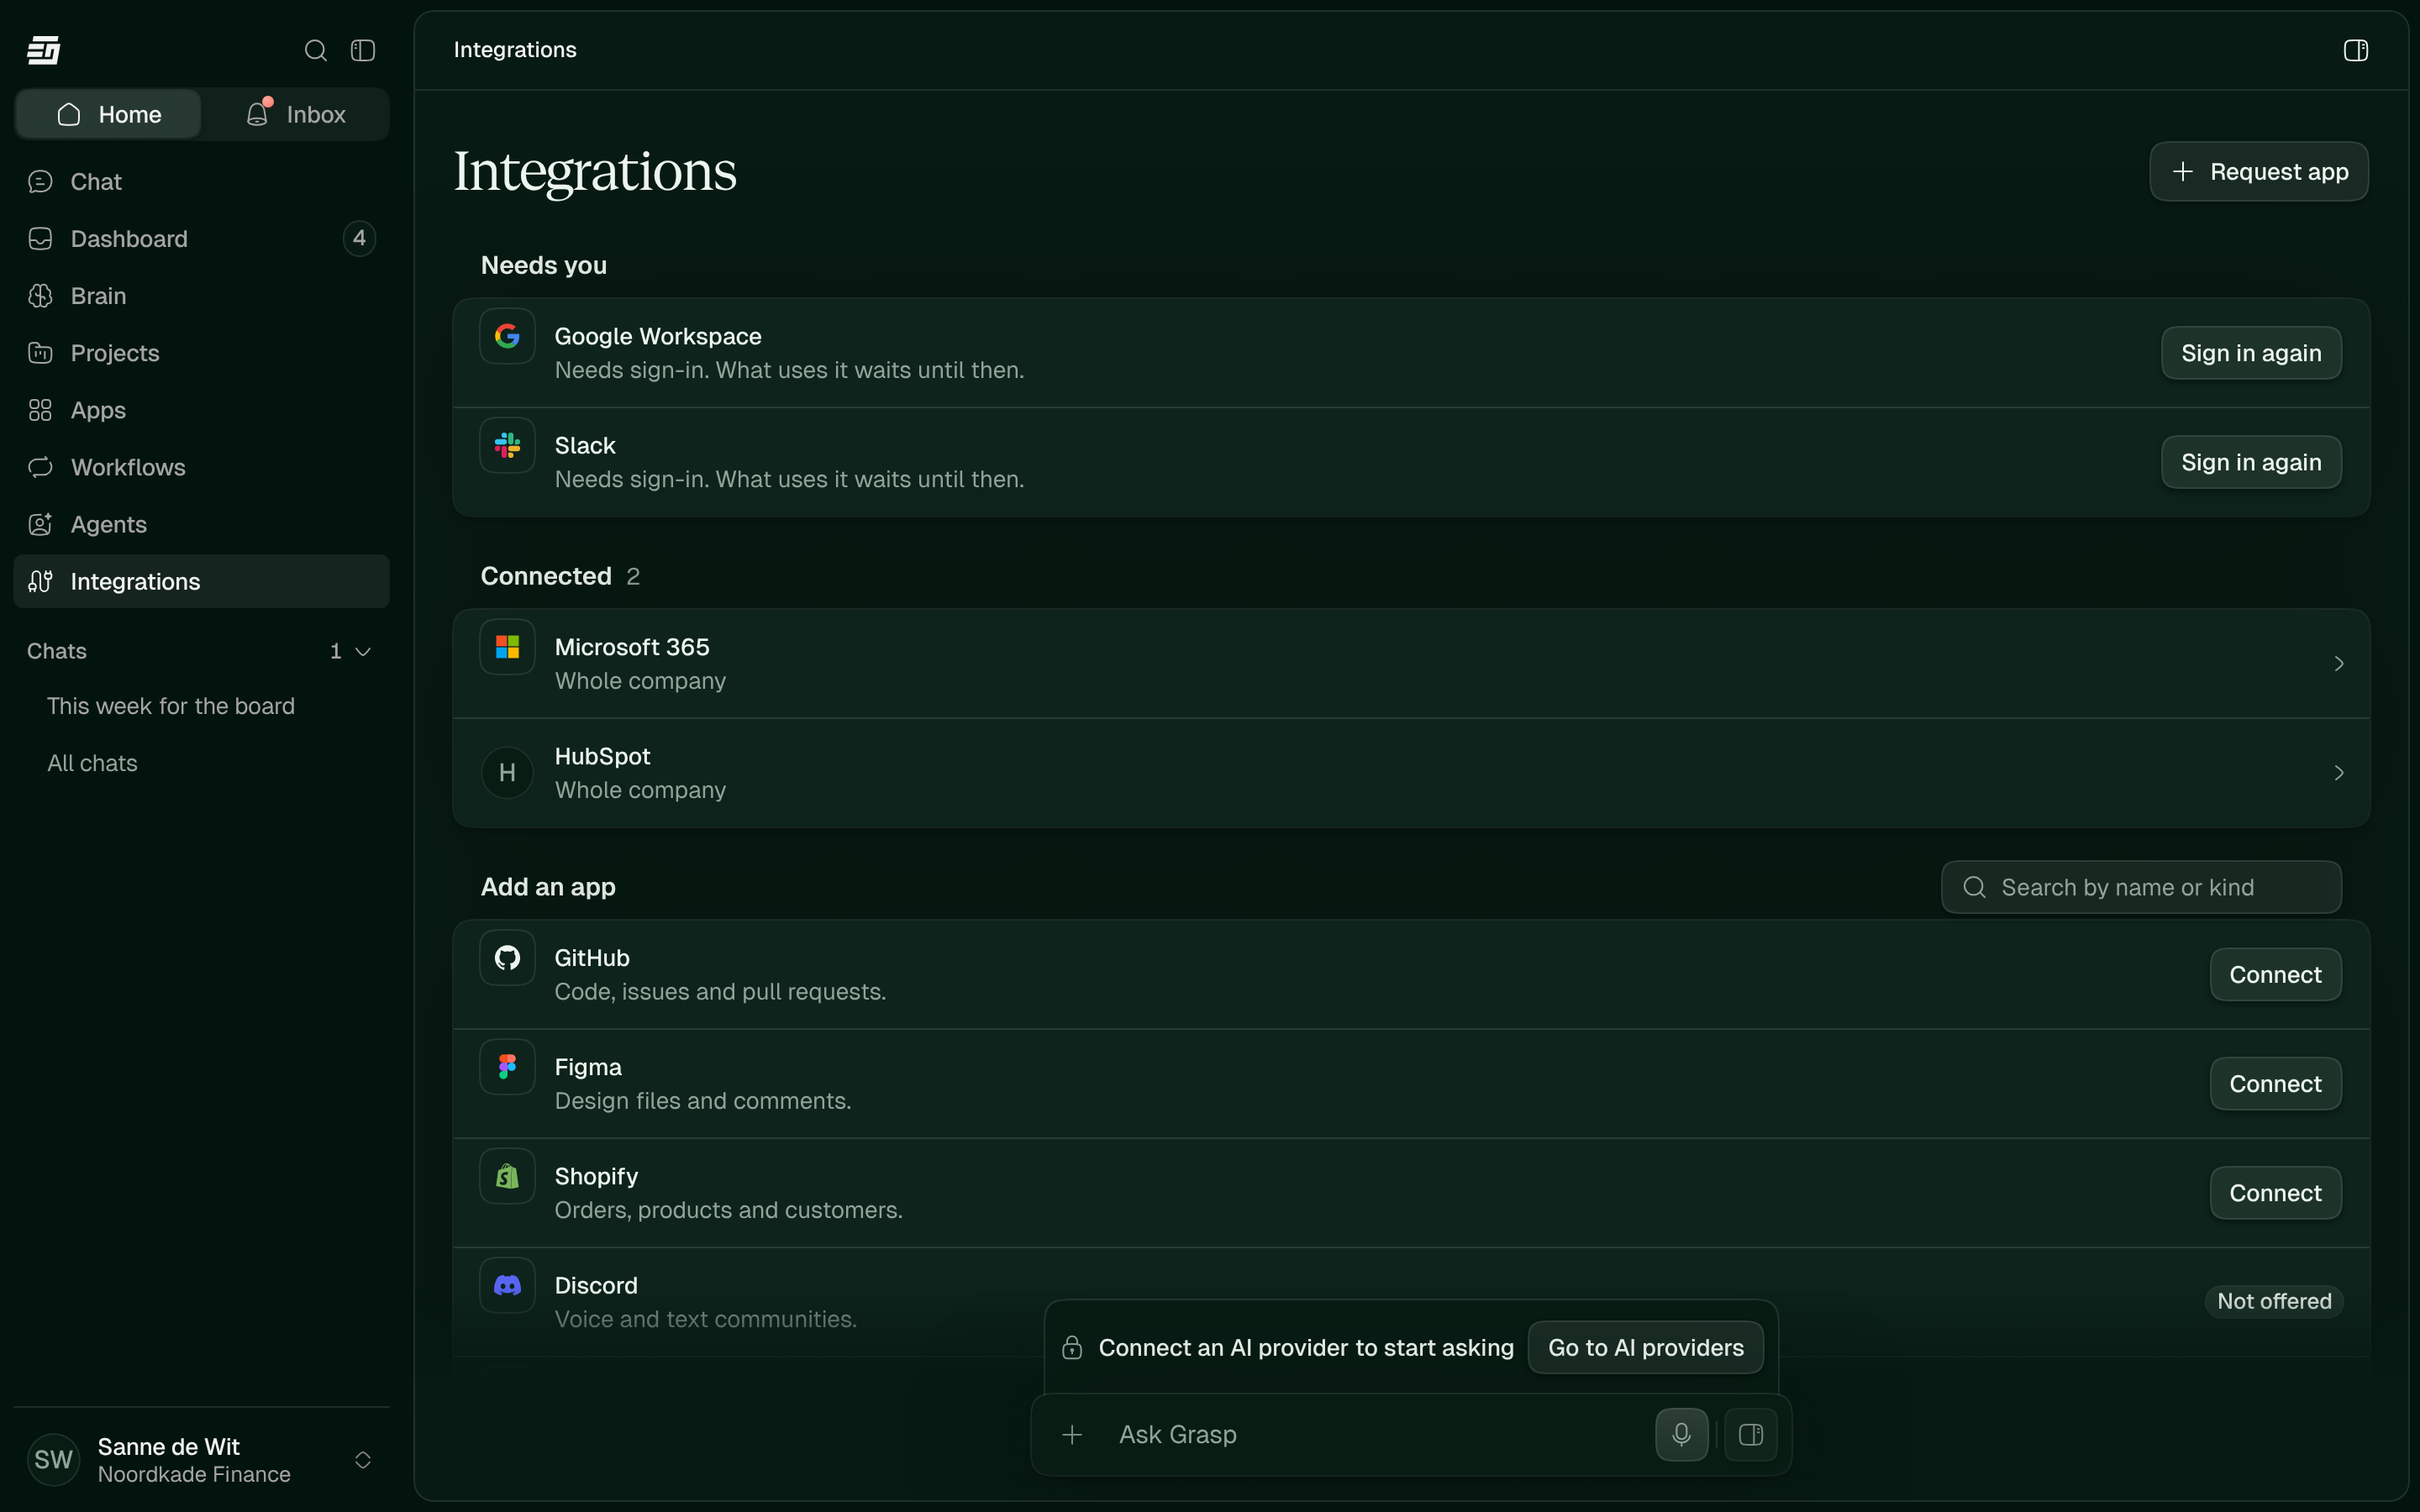 Home
Inbox
Chat
Dashboard
4
Brain
Projects
Apps
Workflows
Agents
Integrations
Chats
1
This week for the board
All chats
SW
Sanne de Wit
Noordkade Finance
Integrations
Integrations
Request app
Needs you
Google Workspace
Needs sign-in. What uses it waits until then.
Sign in again
Slack
Needs sign-in. What uses it waits until then.
Sign in again
Connected 2
Microsoft 365
Whole company
H
HubSpot
Whole company
Add an app
Search by name or kind
GitHub
Code, issues and pull requests.
Connect
Figma
Design files and comments.
Connect
Shopify
Orders, products and customers.
Connect
Discord
Voice and text communities.
Not offered
Connect an AI provider to start asking
Go to AI providers
Ask Grasp